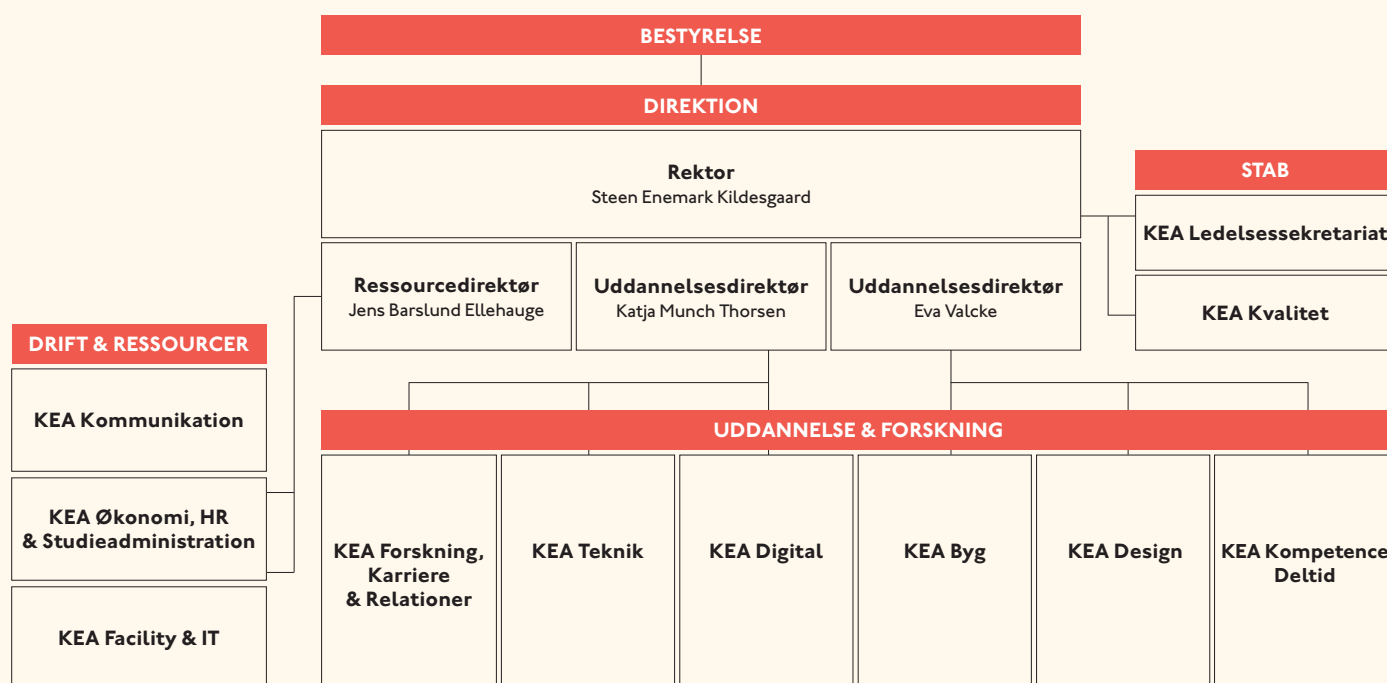 BESTYRELSE
DIREKTION
Rektor
Steen Enemark Kildesgaard
STAB
KEA Ledelsessekretariat
KEA Kvalitet
Ressourcedirektør
Jens Barslund Ellehauge
Uddannelsesdirektør
Katja Munch Thorsen
Uddannelsesdirektør
Eva Valcke
DRIFT & RESSOURCER
KEA Kommunikation
KEA Økonomi, HR
& Studieadministration
KEA Facility & IT
UDDANNELSE & FORSKNING
KEA Forskning,
Karriere
& Relationer
KEA Teknik
KEA Digital
KEA Byg
KEA Design
KEA Kompetence
Deltid